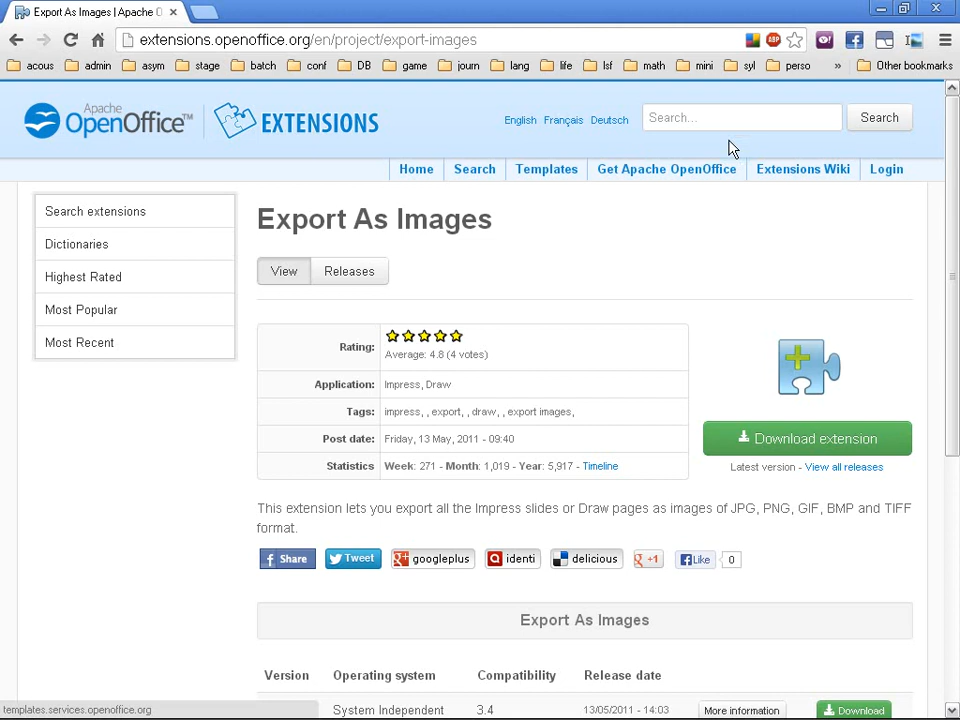 Export As Images | Apache O
extensions.openoffice.org/en/project/export-images
ABP
acous admin asym stage batch conf DB game journ lang life lsf math mini syl perso » Other bookmarks
Apache
OpenOffice™ EXTENSIONS
English Français Deutsch Search... Search
Home Search Templates Get Apache OpenOffice Extensions Wiki Login
Search extensions
Dictionaries
Highest Rated
Most Popular
Most Recent
Export As Images
View Releases
Rating:
Average: 4.8 (4 votes)
Application: Impress, Draw
Tags: impress, , export, , draw, , export images,
Post date: Friday, 13 May, 2011 - 09:40
Statistics Week: 271 - Month: 1,019 - Year: 5,917 - Timeline
Download extension
Latest version - View all releases
This extension lets you export all the Impress slides or Draw pages as images of JPG, PNG, GIF, BMP and TIFF
format.
Share Tweet googleplus identi delicious +1 Like 0
Export As Images
Version Operating system Compatibility Release date
System Independent 3.4 13/05/2011 - 14:03 More information Download
templates.services.openoffice.org